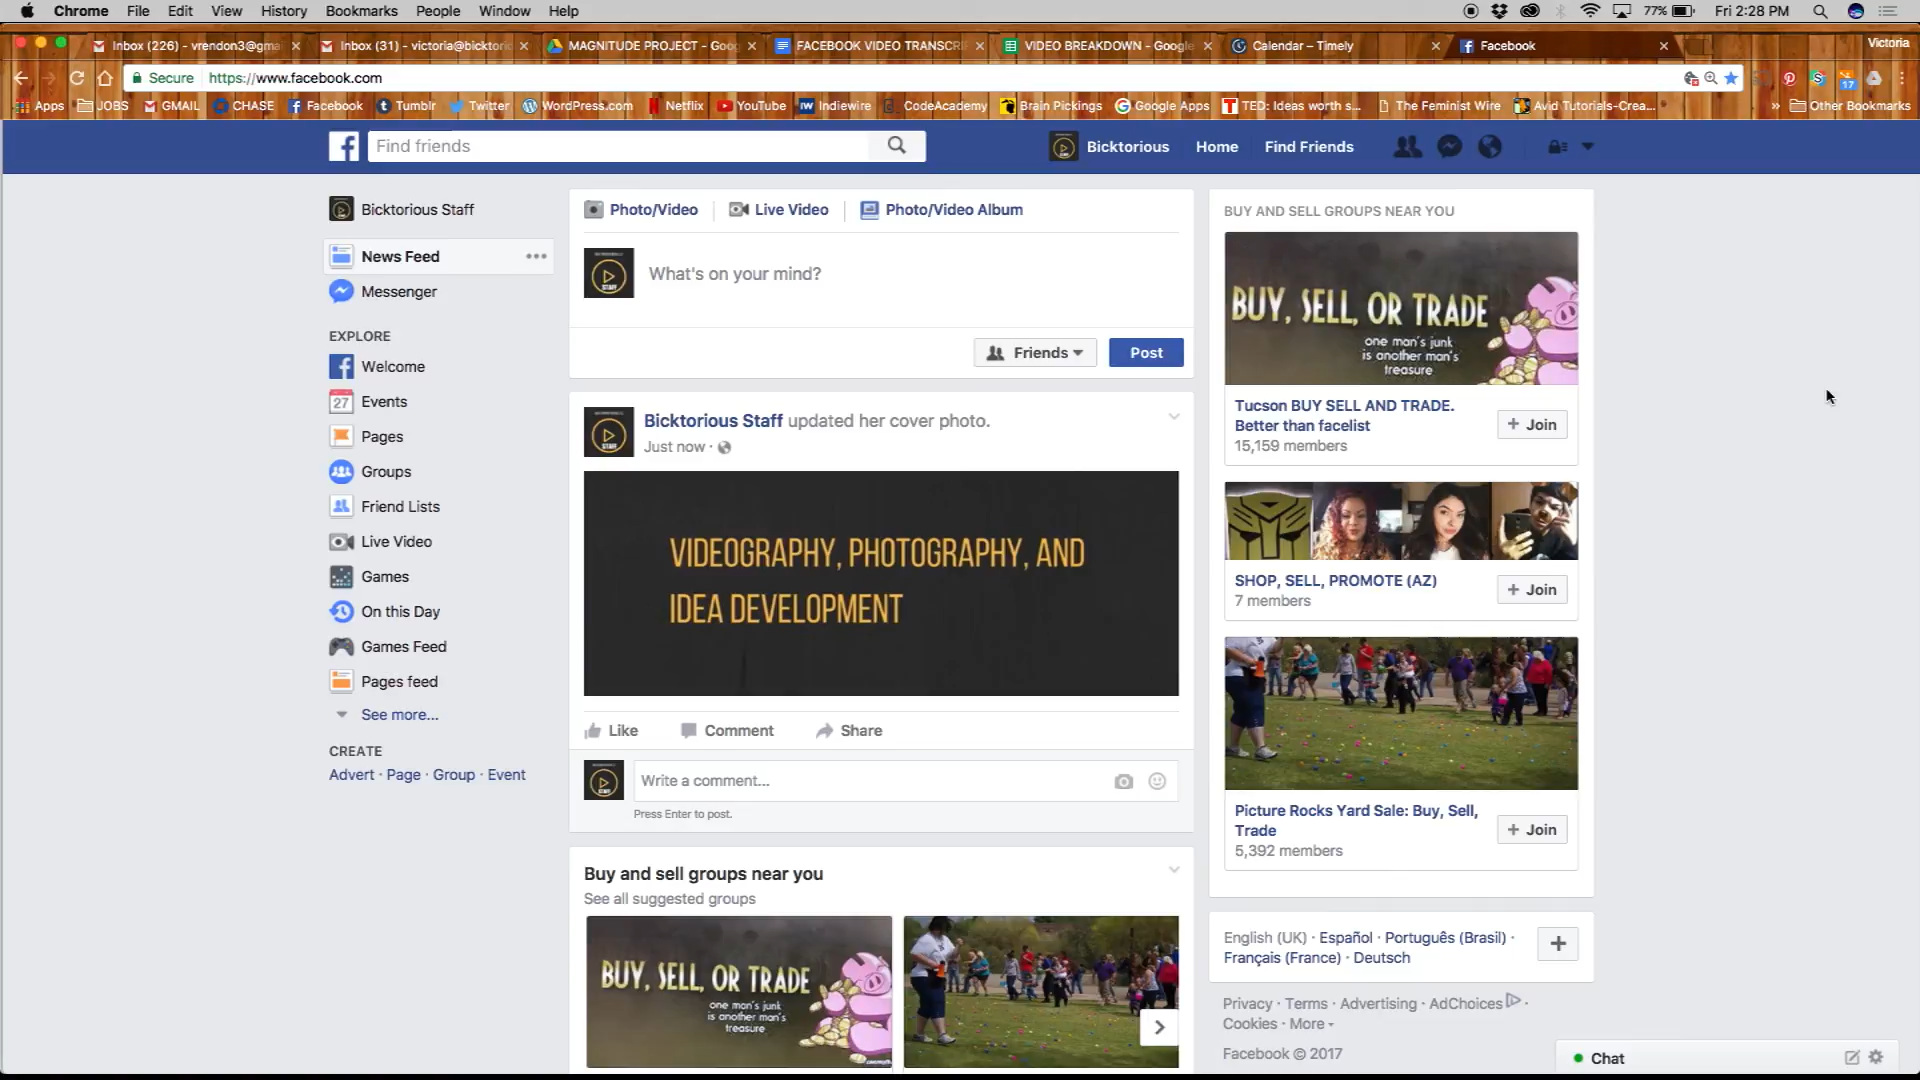 Chrome File Edit View History Bookmarks People Window Help
77% Fri 2:28 PM
Inbox (226) - vrendon3@gma
Inbox (31) - victoria@bicktori
MAGNITUDE PROJECT - Goo
FACEBOOK VIDEO TRANSCRI
VIDEO BREAKDOWN - Google
Calendar – Timely
Facebook
Victoria
Secure https://www.facebook.com
17
Apps JOBS GMAIL CHASE Facebook Tumblr Twitter WordPress.com Netflix YouTube Indiewire CodeAcademy Brain Pickings Google Apps TED: Ideas worth s... The Feminist Wire Avid Tutorials-Crea... » Other Bookmarks
Find friends
Bicktorious Home Find Friends
Bicktorious Staff
News Feed
Messenger
EXPLORE
Welcome
27 Events
Pages
Groups
Friend Lists
Live Video
Games
On this Day
Games Feed
Pages feed
See more...
CREATE
Advert · Page · Group · Event
Photo/Video Live Video Photo/Video Album
STAFF
What's on your mind?
Friends Post
STAFF
Bicktorious Staff updated her cover photo.
Just now ·
VIDEOGRAPHY, PHOTOGRAPHY, AND
IDEA DEVELOPMENT
Like Comment Share
Write a comment...
Press Enter to post.
Buy and sell groups near you
See all suggested groups
BUY, SELL, OR TRADE
one man's junk
is another man's
treasure
BUY AND SELL GROUPS NEAR YOU
BUY, SELL, OR TRADE
one man's junk
is another man's
treasure
Tucson BUY SELL AND TRADE.
Better than facelist
15,159 members
+ Join
SHOP, SELL, PROMOTE (AZ)
7 members
+ Join
Picture Rocks Yard Sale: Buy, Sell,
Trade
5,392 members
+ Join
English (UK) · Español · Português (Brasil) ·
Français (France) · Deutsch
Privacy · Terms · Advertising · AdChoices ·
Cookies · More
Facebook © 2017
Chat